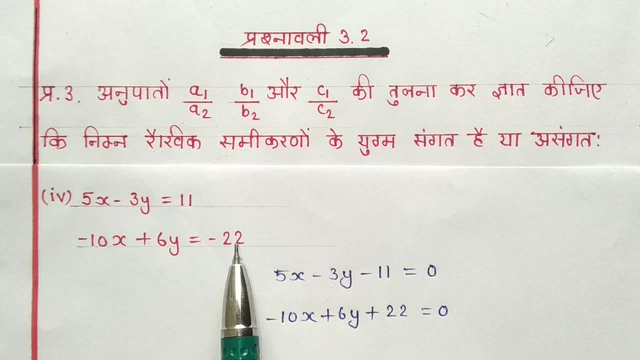 प्रश्नावली 3.2
प्र.3. अनुपातों a₁/a₂ b₁/b₂ और c₁/c₂ की तुलना कर ज्ञात कीजिए
कि निम्न रैखिक समीकरणों के युग्म संगत है या असंगत:
(iv) 5x - 3y = 11
-10x + 6y = -22
5x - 3y - 11 = 0
-10x + 6y + 22 = 0